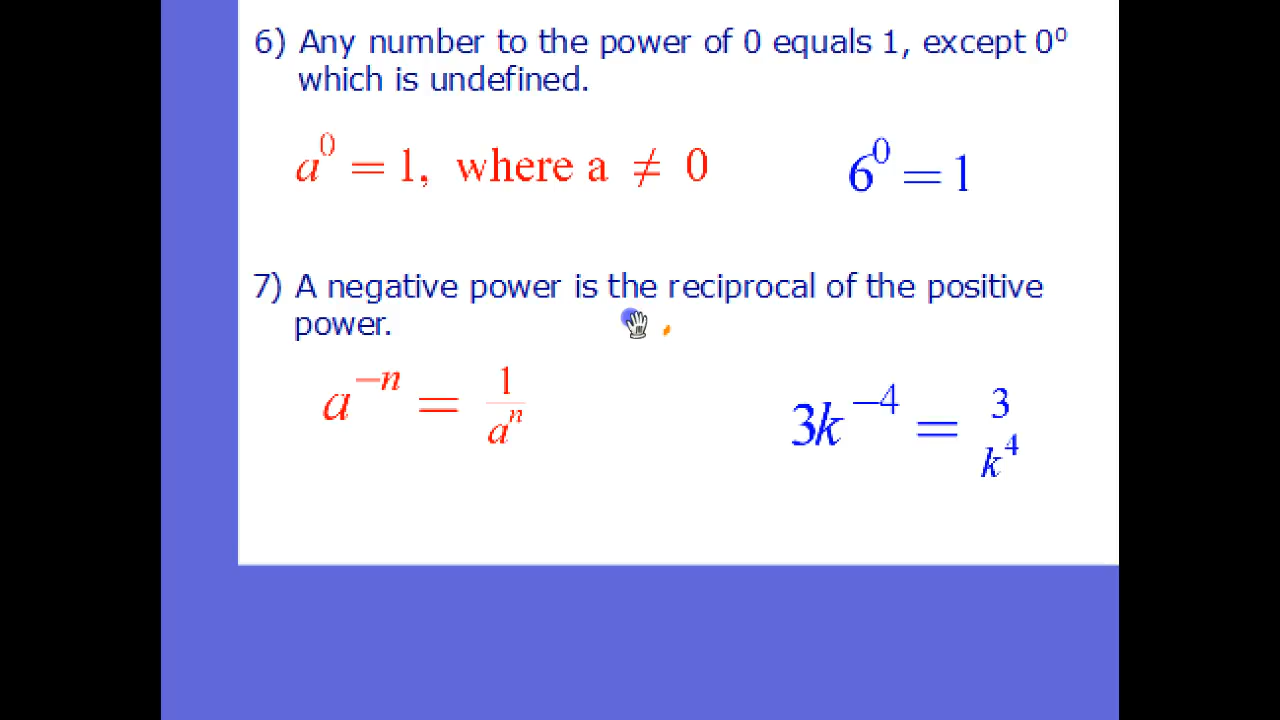 6) Any number to the power of 0 equals 1, except 0⁰
which is undefined.
a⁰ = 1, where a ≠ 0
6⁰ = 1
7) A negative power is the reciprocal of the positive
power.
a⁻ⁿ = 1/aⁿ
3k⁻⁴ = 3/k⁴